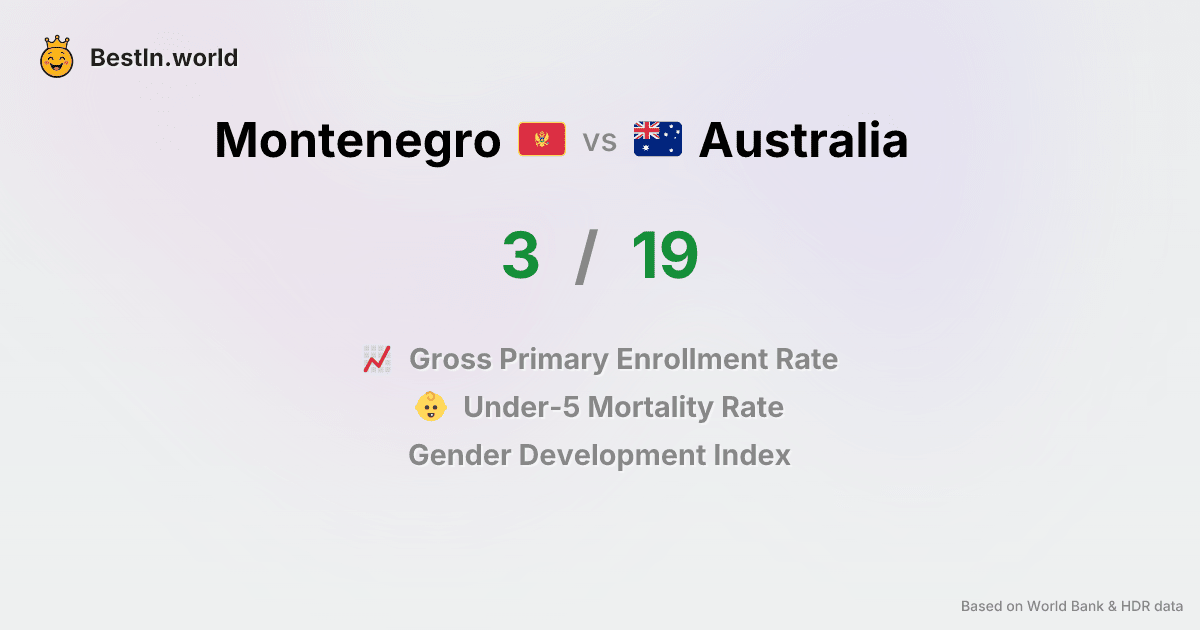 BestIn.world
Montenegro vs Australia
3 / 19
Gross Primary Enrollment Rate
Under-5 Mortality Rate
Gender Development Index
Based on World Bank & HDR data